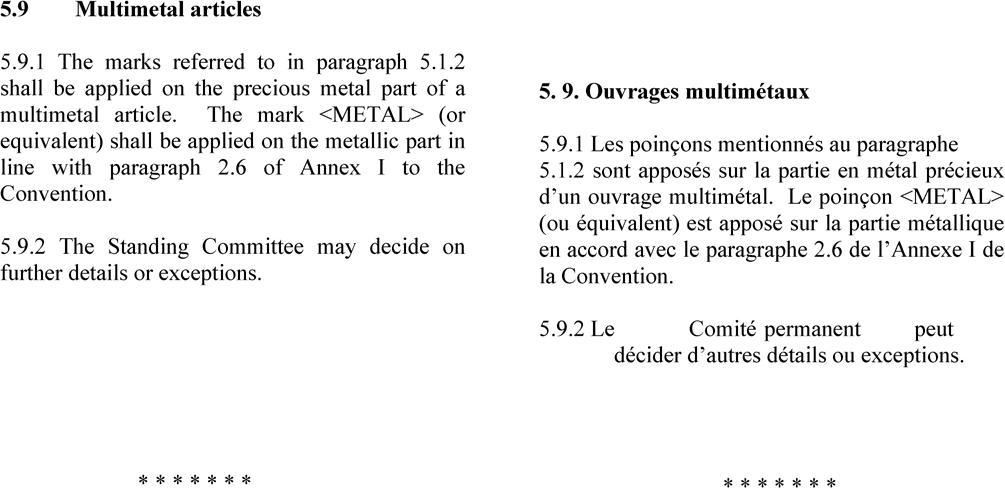 5.9 Multimetal articles
5.9.1 The marks referred to in paragraph 5.1.2
shall be applied on the precious metal part of a
multimetal article. The mark <METAL> (or
equivalent) shall be applied on the metallic part in
line with paragraph 2.6 of Annex I to the
Convention.
5.9.2 The Standing Committee may decide on
further details or exceptions.
* * * * * * *
5. 9. Ouvrages multimétaux
5.9.1 Les poinçons mentionnés au paragraphe
5.1.2 sont apposés sur la partie en métal précieux
d’un ouvrage multimétal. Le poinçon <METAL>
(ou équivalent) est apposé sur la partie métallique
en accord avec le paragraphe 2.6 de l’Annexe I de
la Convention.
5.9.2 Le Comité permanent peut
décider d’autres détails ou exceptions.
* * * * * * *